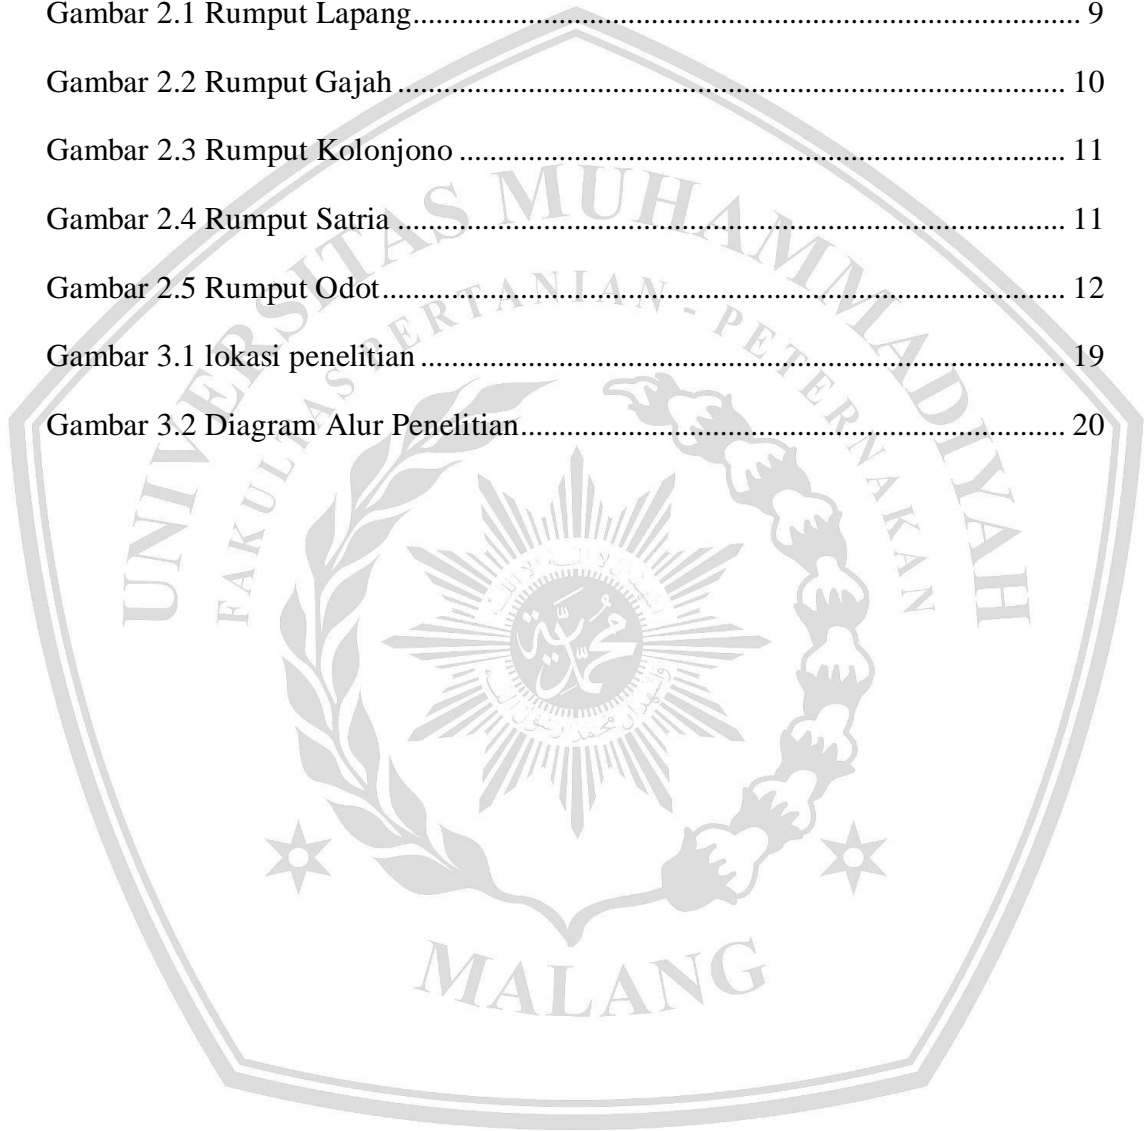 Gambar 2.1 Rumput Lapang.................................................................................... 9
Gambar 2.2 Rumput Gajah .................................................................................... 10
Gambar 2.3 Rumput Kolonjono ............................................................................ 11
Gambar 2.4 Rumput Satria .................................................................................... 11
Gambar 2.5 Rumput Odot...................................................................................... 12
Gambar 3.1 lokasi penelitian ................................................................................. 19
Gambar 3.2 Diagram Alur Penelitian..................................................................... 20
UNIVERSITAS MUHAMMADIYAH
FAKULTAS PERTANIAN - PETERNAKAN
MALANG